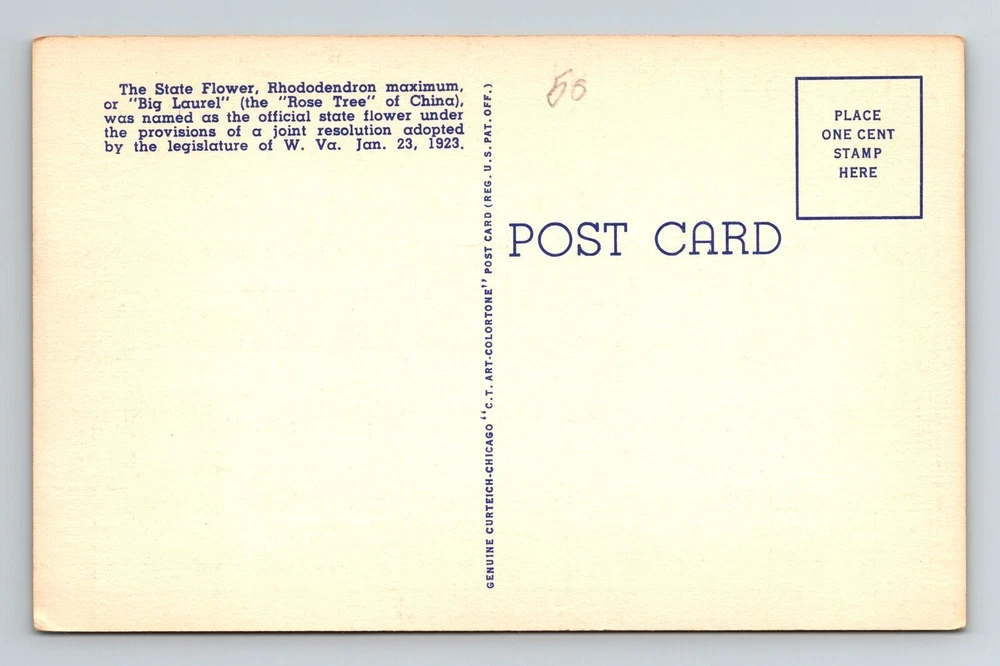 The State Flower, Rhododendron maximum,
or "Big Laurel" (the "Rose Tree" of China),
was named as the official state flower under
the provisions of a joint resolution adopted
by the legislature of W. Va. Jan. 23, 1923.
GENUINE CURTEICH-CHICAGO "C.T. ART-COLORTONE" POST CARD (REG. U.S. PAT. OFF.)
50
POST CARD
PLACE
ONE CENT
STAMP
HERE